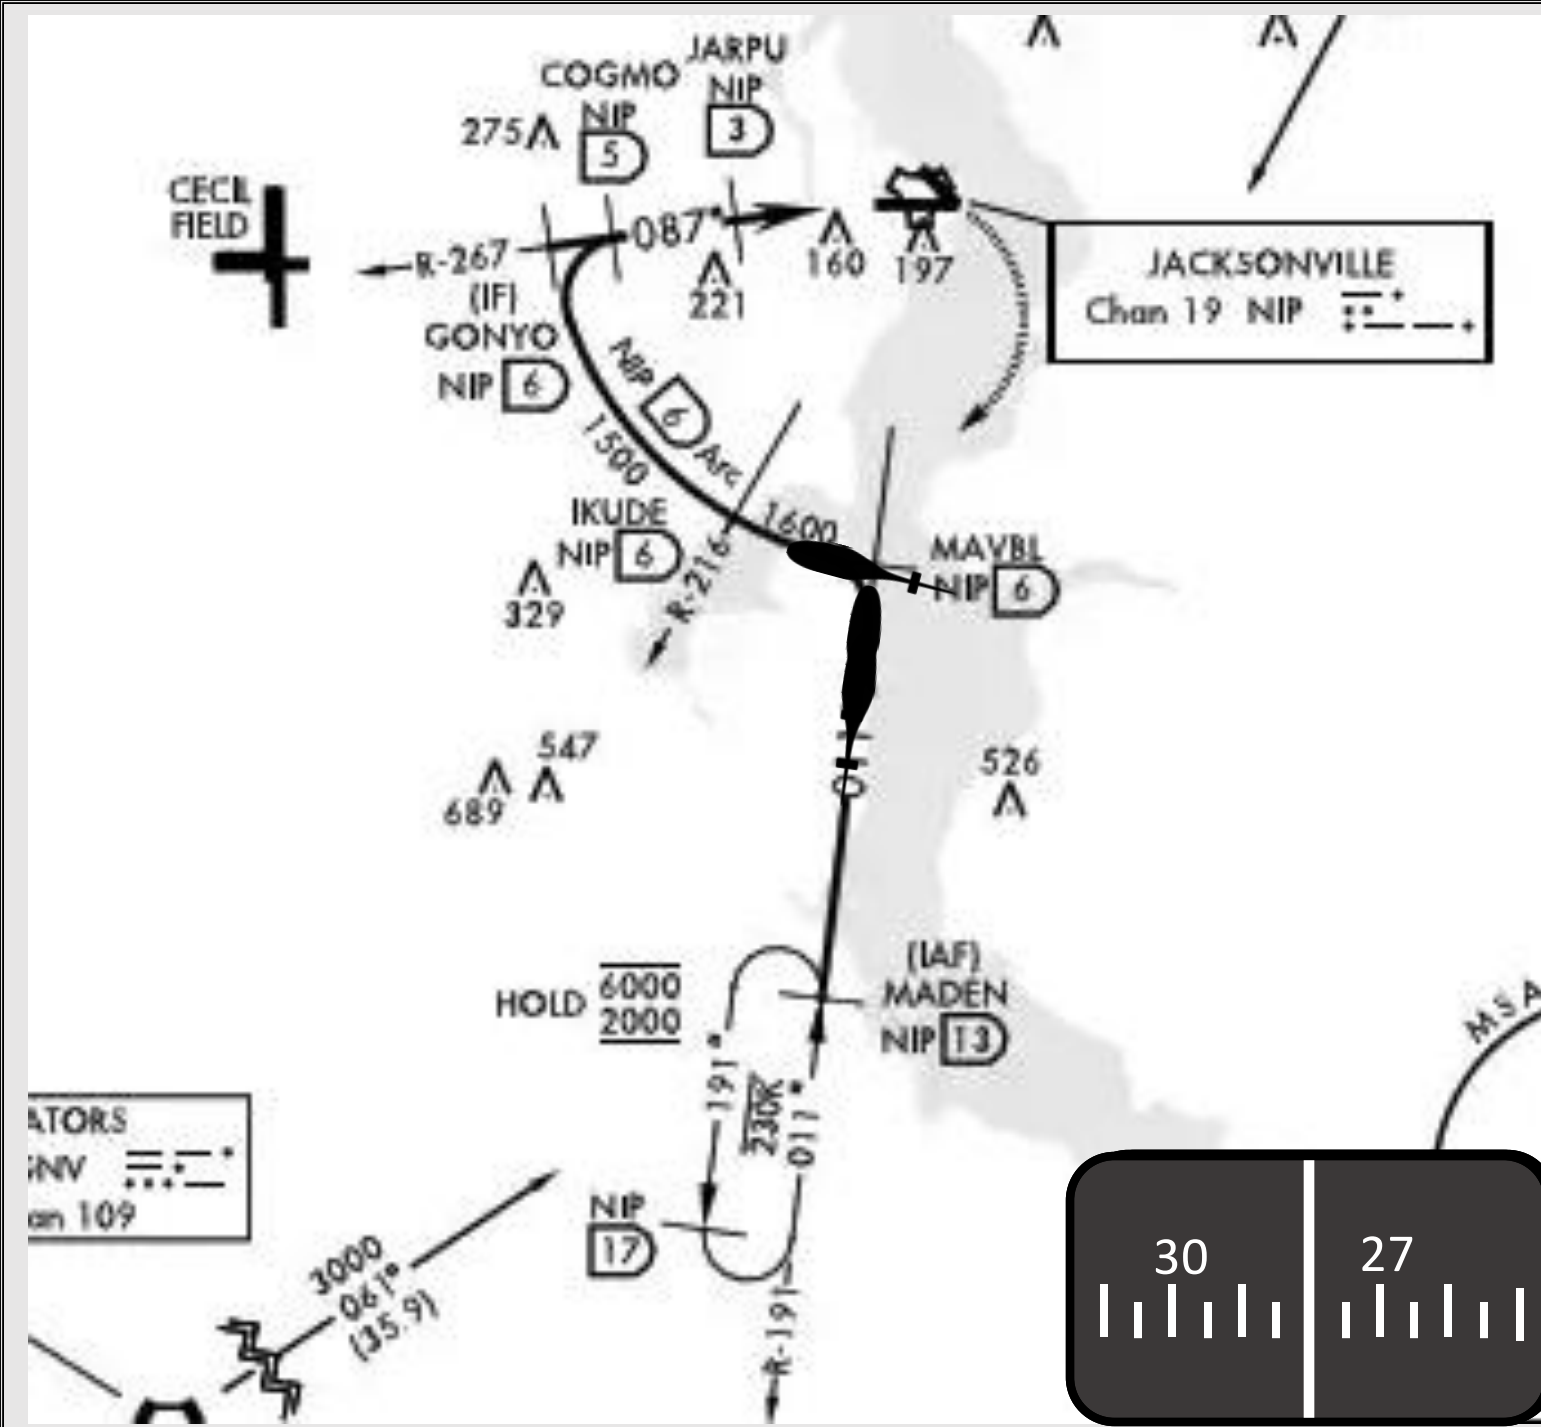 JARPU
NIP
3
COGMO
NIP
5
275
CECIL
FIELD
087°
R-267
(IF)
GONYO
NIP 6
221
160
197
JACKSONVILLE
Chan 19 NIP
NIP 6 Arc
1500
1600
IKUDE
NIP 6
R-216
329
MAVBL
NIP 6
547
689
526
HOLD 6000
2000
(IAF)
MADEN
NIP 13
191°
230K
011°
NIP
17
R-191
MSA
ATORS
GNV
an 109
3000
061°
(35.9)
30 27